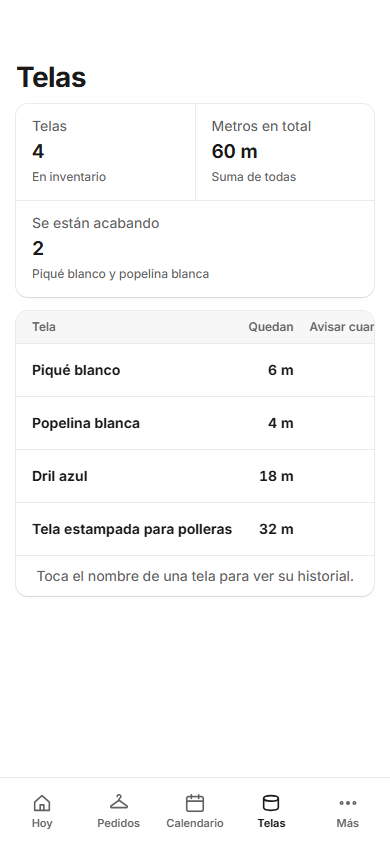 Telas
Telas
4
En inventario
Metros en total
60 m
Suma de todas
Se están acabando
2
Piqué blanco y popelina blanca
Tela Quedan Avisar
Piqué blanco 6 m
Popelina blanca 4 m
Dril azul 18 m
Tela estampada para polleras 32 m
Toca el nombre de una tela para ver su historial.
Hoy Pedidos Calendario Telas Más